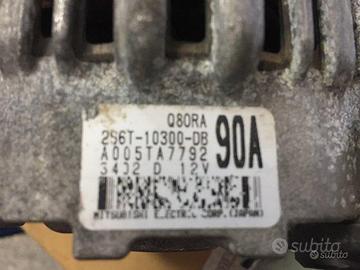 Q80RA
2S6T-10300-DB
90A
A005TA7792
3432 D 12V
MITSUBISHI ELECTRIC CORP. (JAPAN)
subito